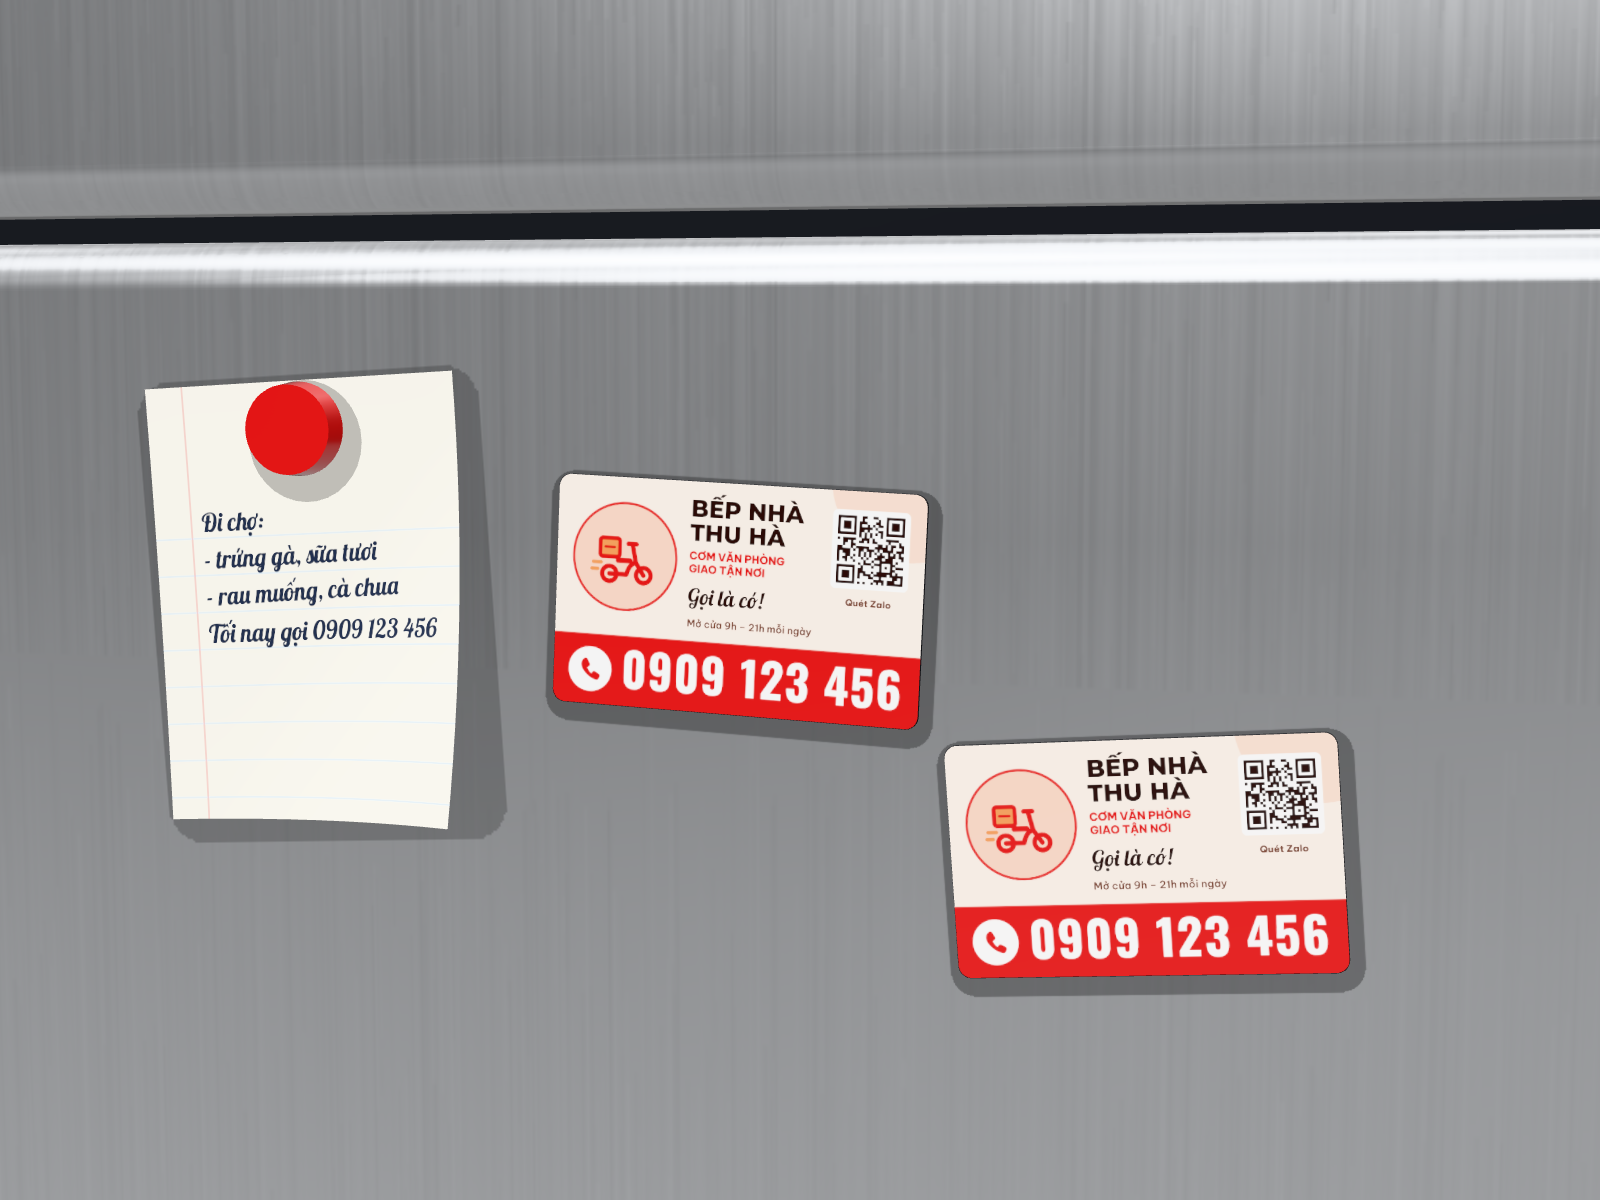 Đi chợ:
- trứng gà, sữa tươi
- rau muống, cà chua
Tối nay gọi 0909 123 456
BẾP NHÀ
THU HÀ
CƠM VĂN PHÒNG
GIAO TẬN NƠI
Gọi là có!
Mở cửa 9h – 21h mỗi ngày
Quét Zalo
0909 123 456
BẾP NHÀ
THU HÀ
CƠM VĂN PHÒNG
GIAO TẬN NƠI
Gọi là có!
Mở cửa 9h – 21h mỗi ngày
Quét Zalo
0909 123 456